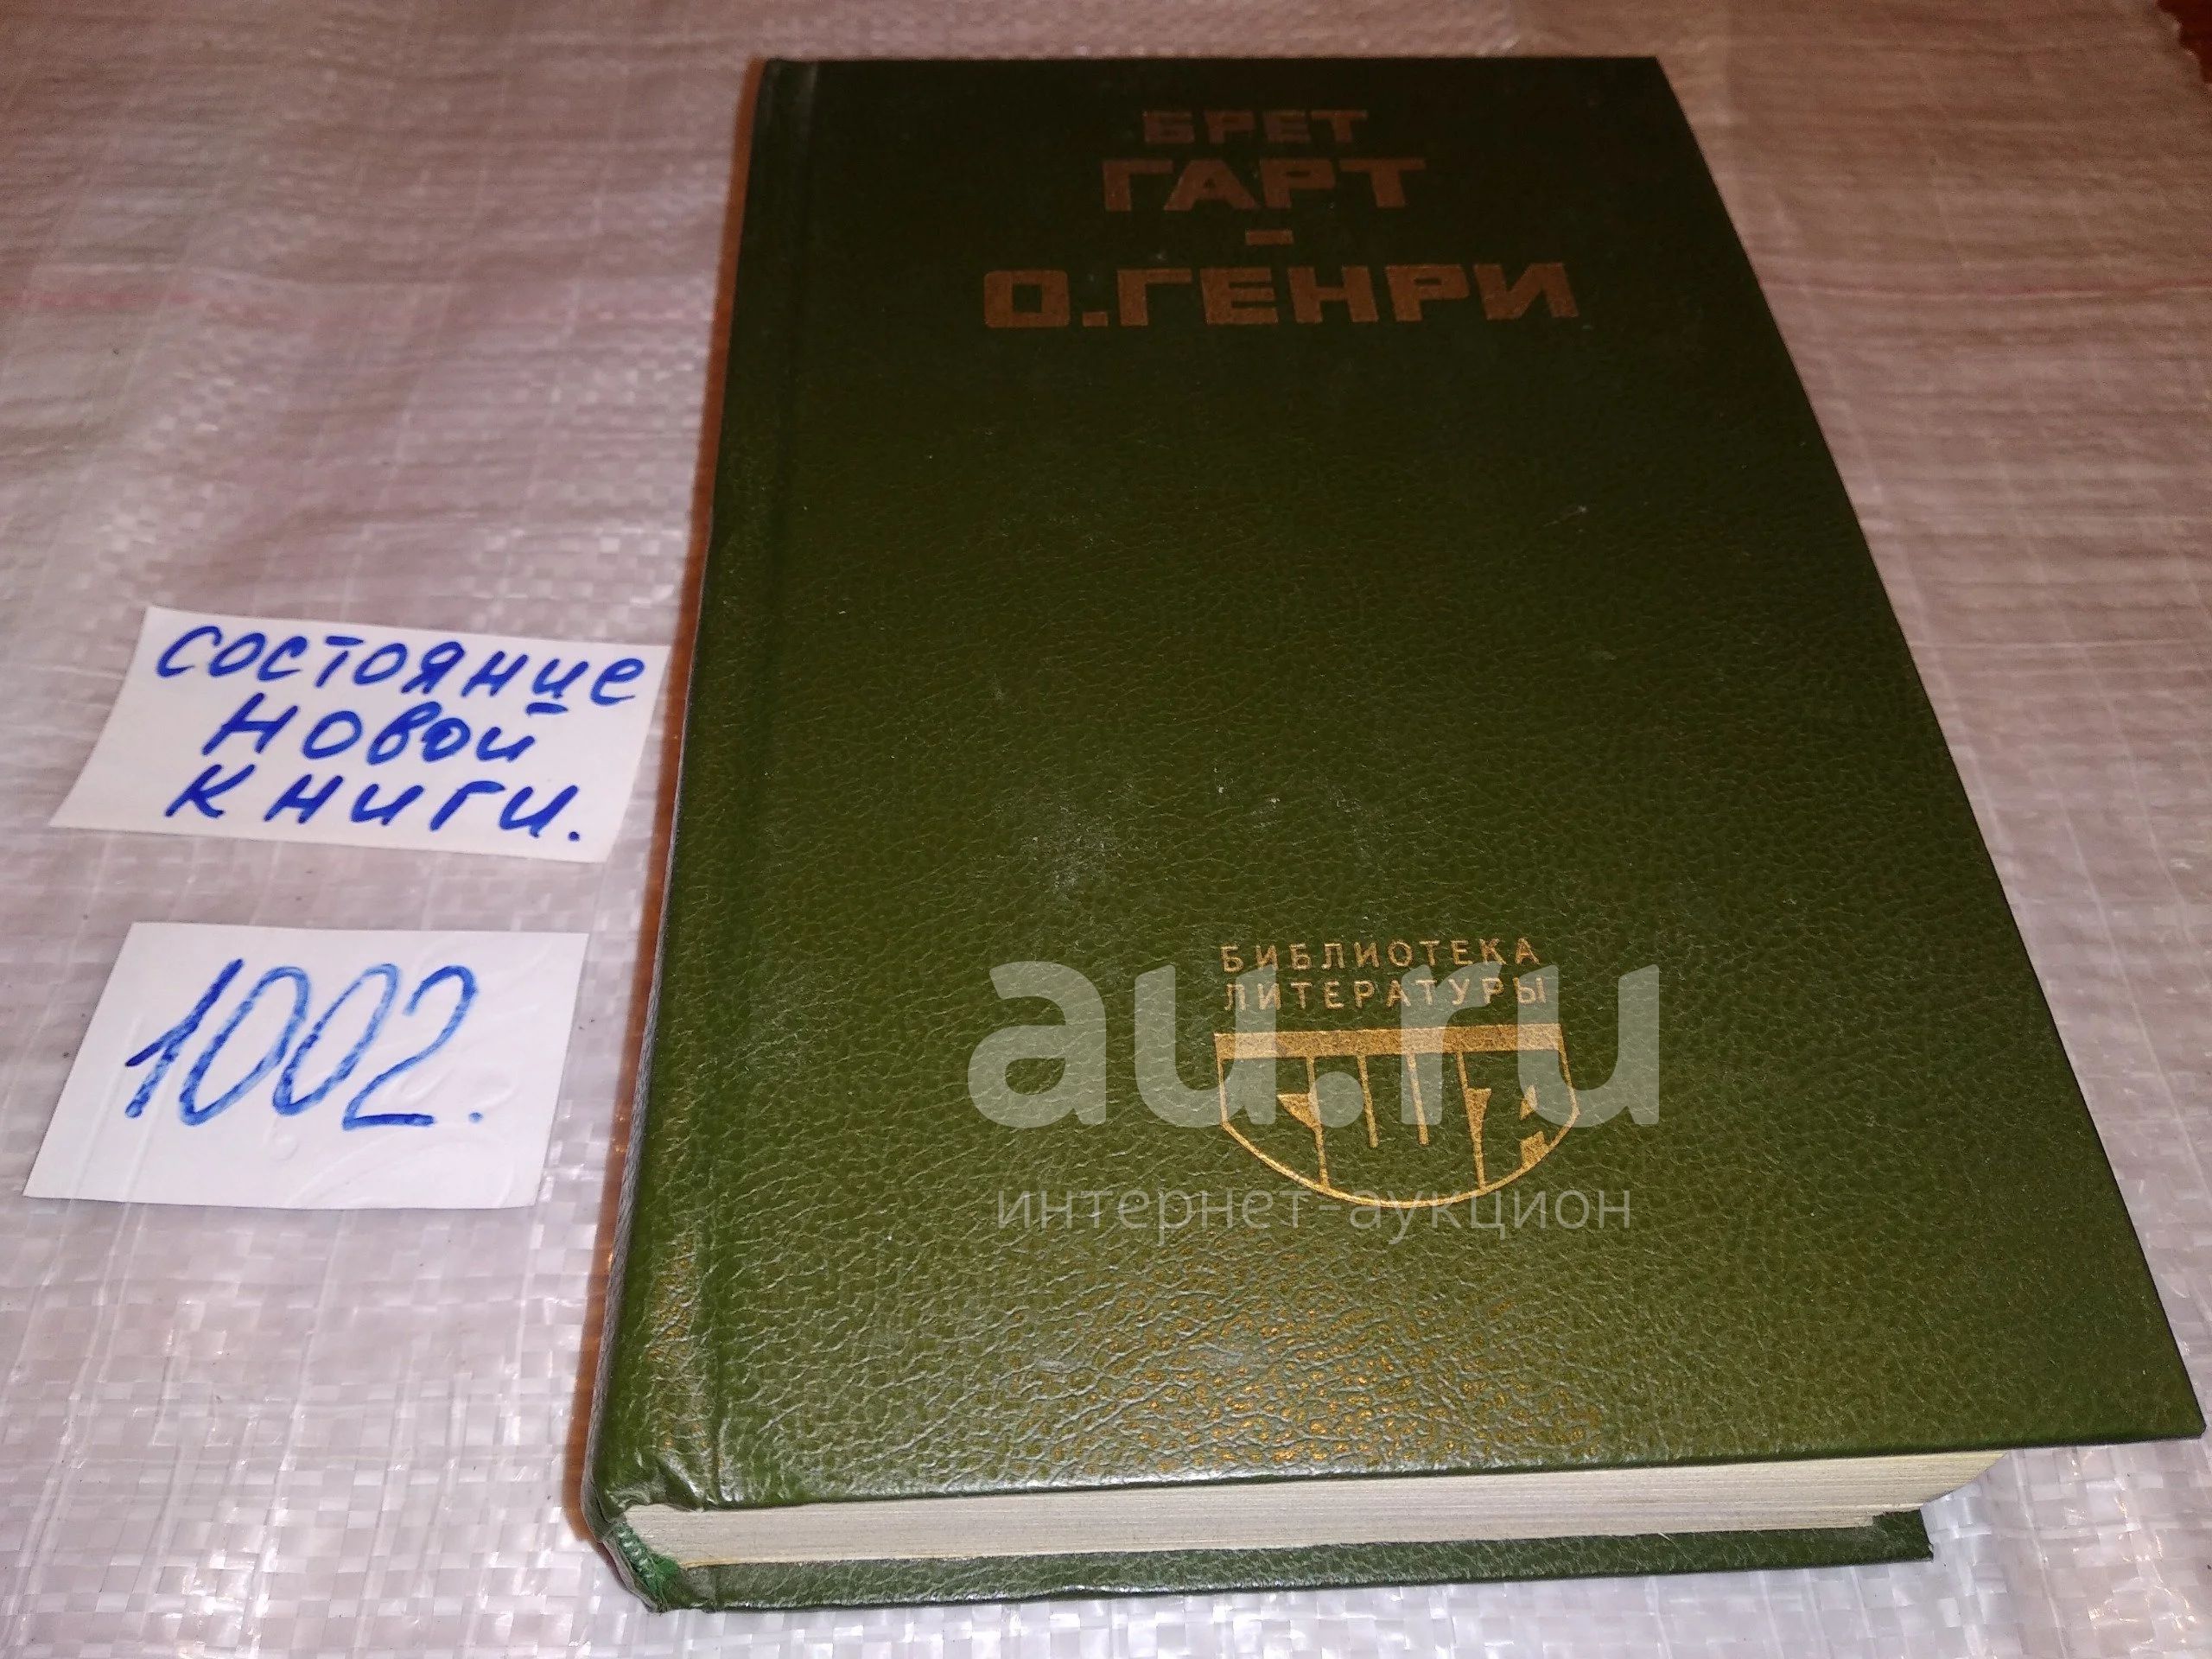 БРЕТ
ГАРТ
-
О.ГЕНРИ
состояние
новой
книги.
1002.
БИБЛИОТЕКА
ЛИТЕРАТУРЫ
США
au.ru
интернет-аукцион